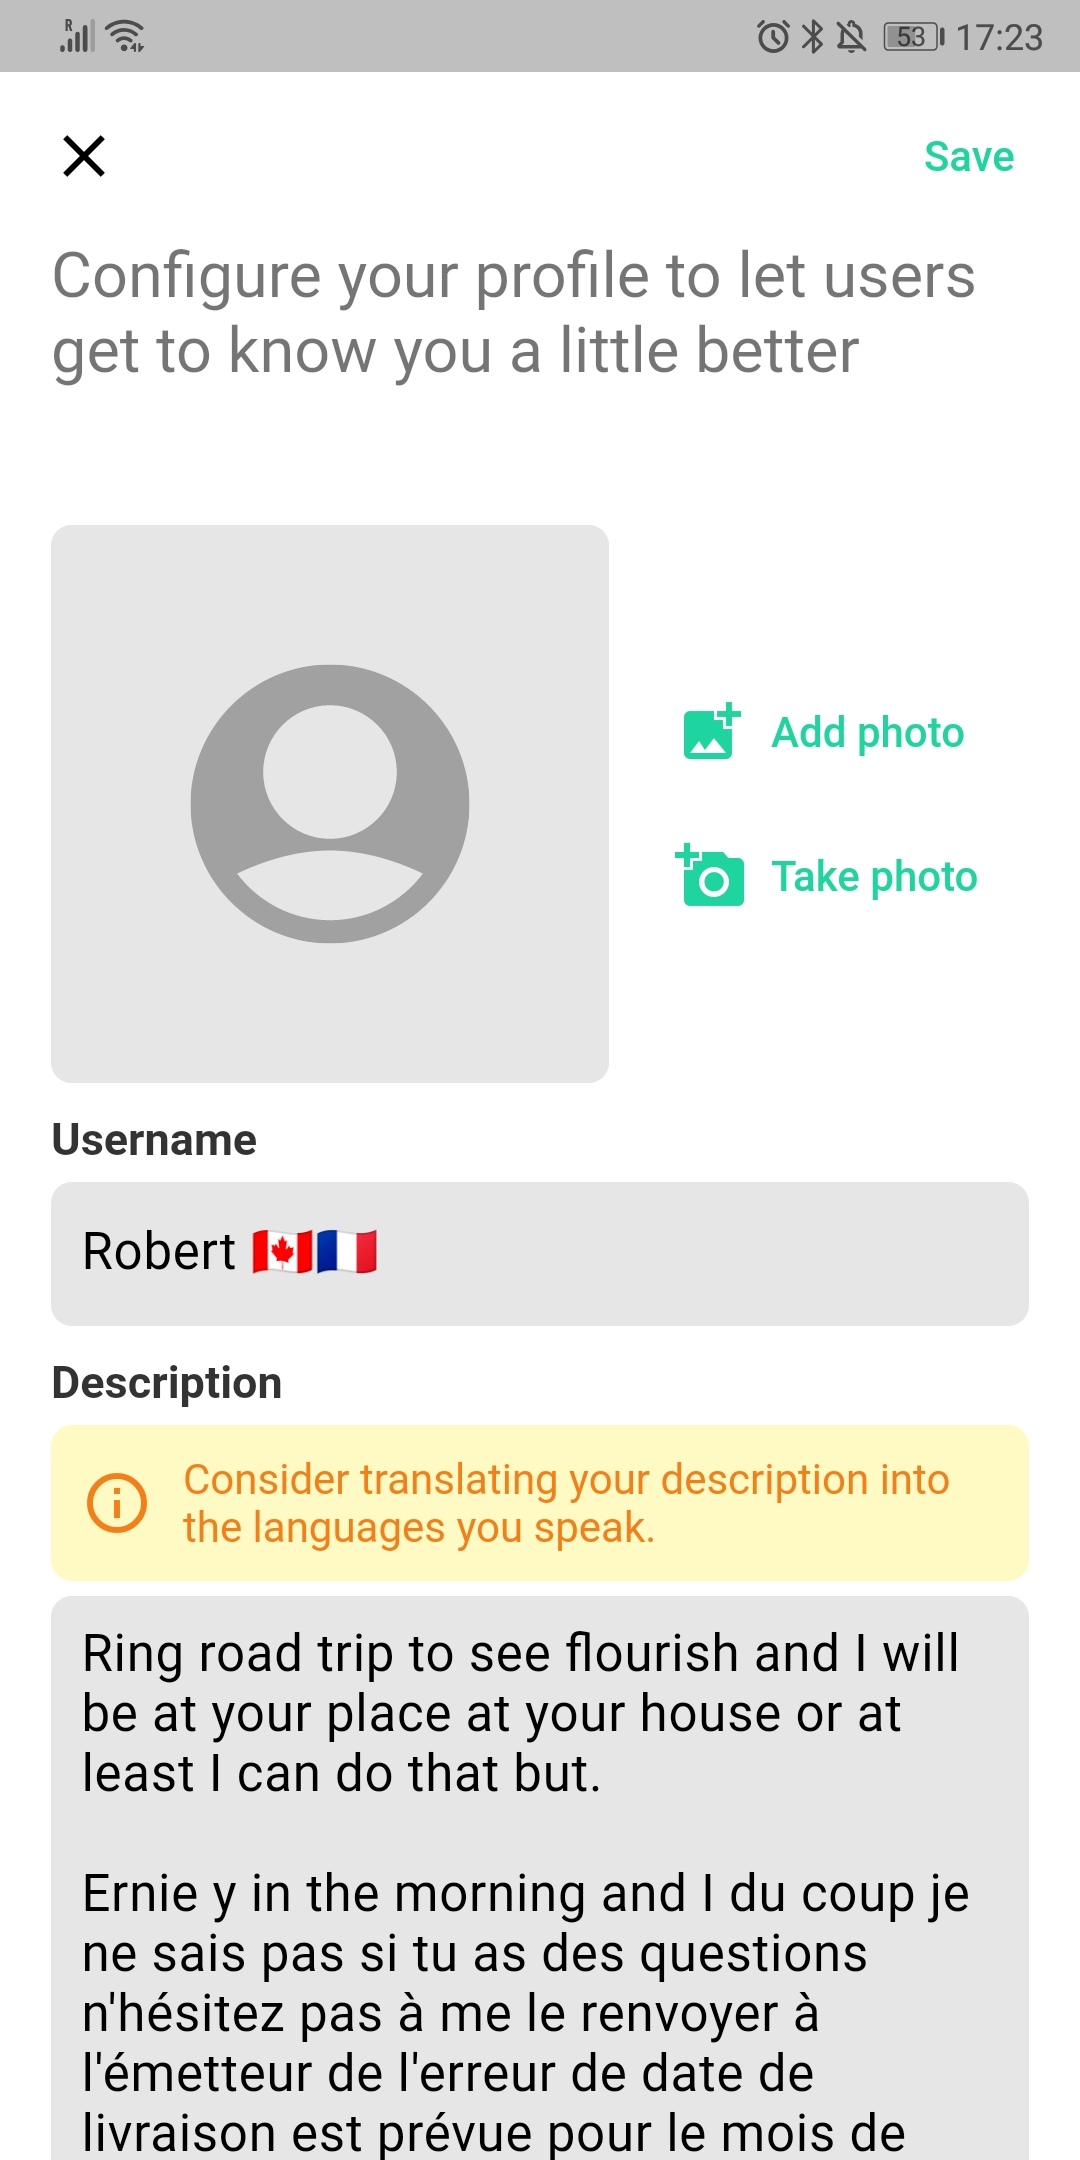 R
53 17:23
Save
Configure your profile to let users
get to know you a little better
Add photo
Take photo
Username
Robert 🇨🇦🇫🇷
Description
Consider translating your description into
the languages you speak.
Ring road trip to see flourish and I will
be at your place at your house or at
least I can do that but.
Ernie y in the morning and I du coup je
ne sais pas si tu as des questions
n'hésitez pas à me le renvoyer à
l'émetteur de l'erreur de date de
livraison est prévue pour le mois de